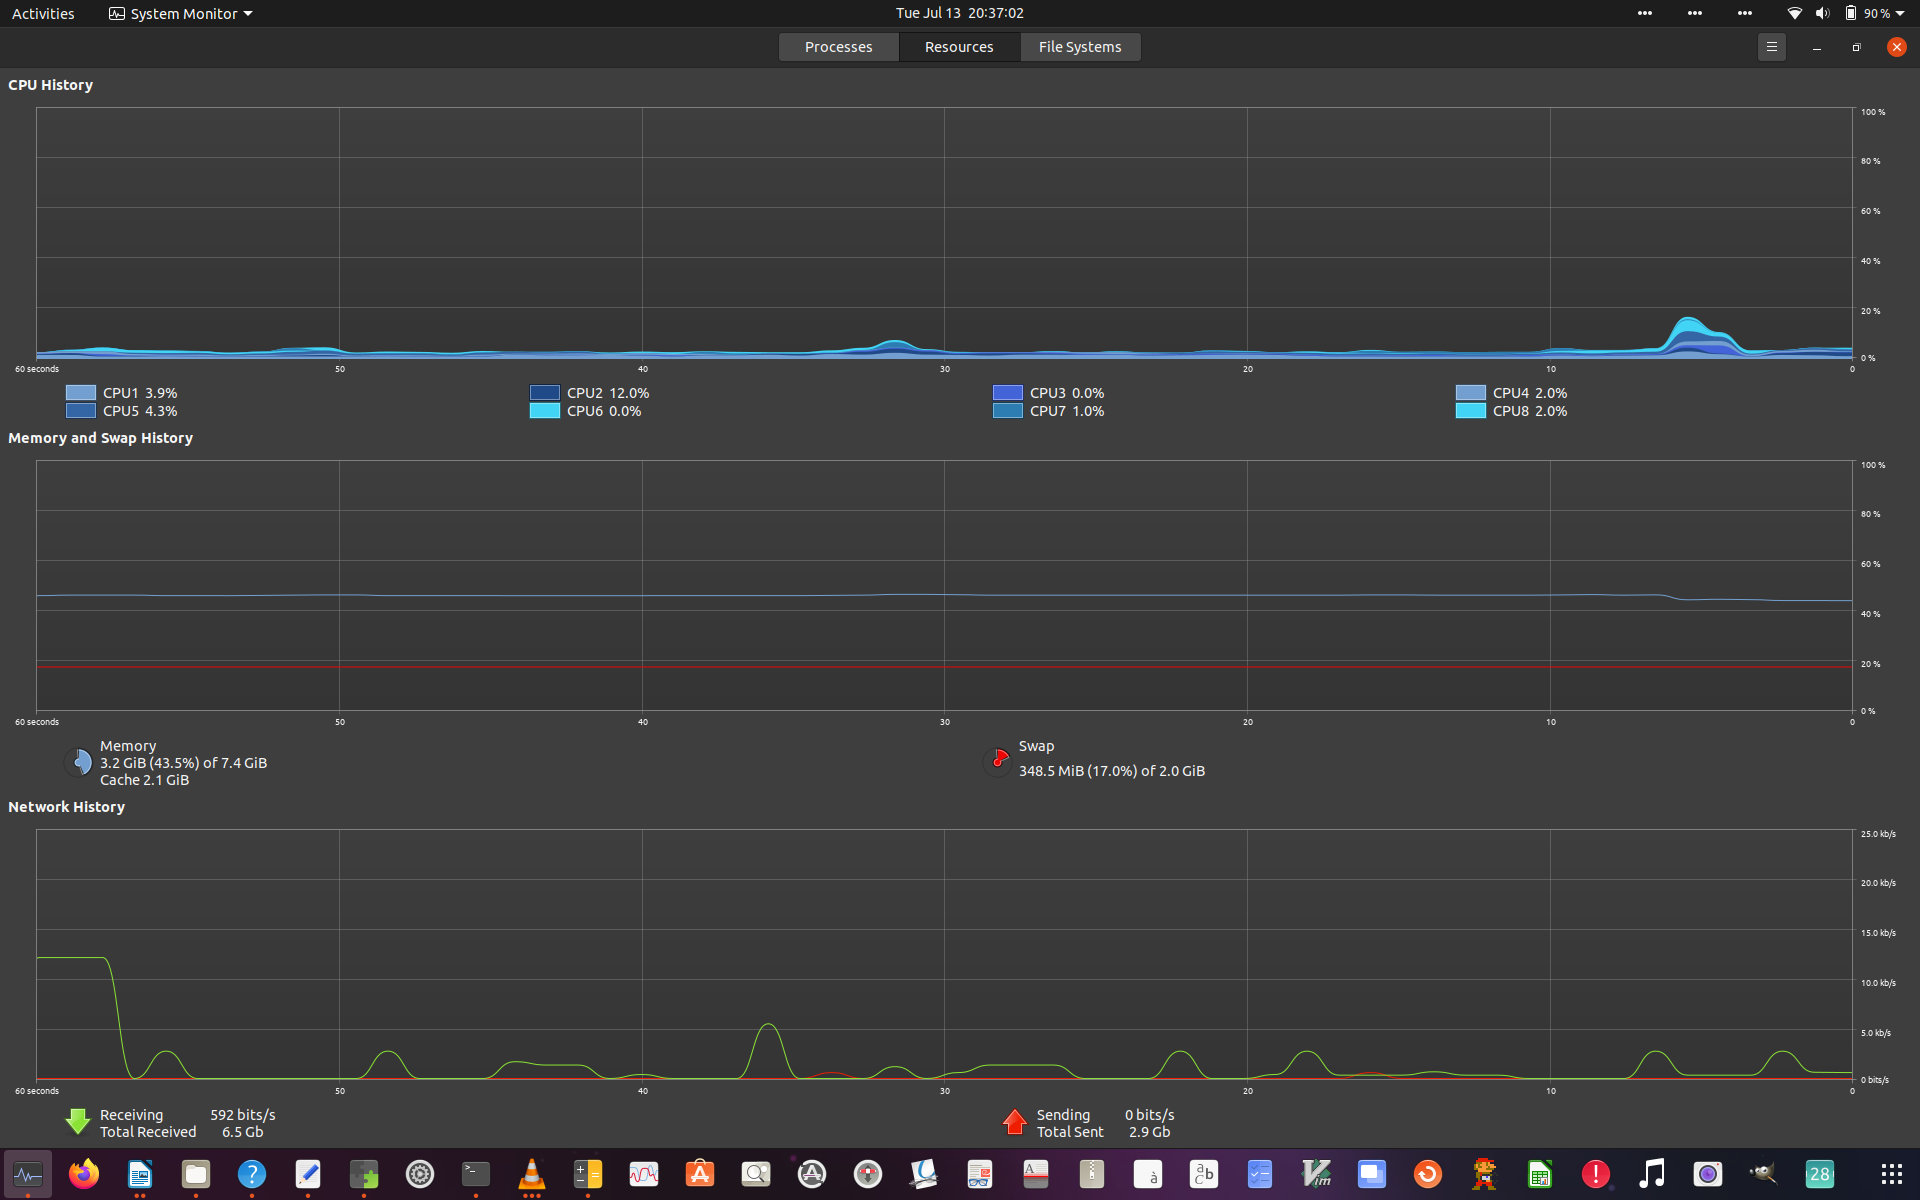 Activities System Monitor Tue Jul 13 20:37:02 90 %
Processes Resources File Systems
CPU History
100 %
80 %
60 %
40 %
20 %
0 %
60 seconds 50 40 30 20 10 0
CPU1 3.9% CPU2 12.0% CPU3 0.0% CPU4 2.0%
CPU5 4.3% CPU6 0.0% CPU7 1.0% CPU8 2.0%
Memory and Swap History
100 %
80 %
60 %
40 %
20 %
0 %
60 seconds 50 40 30 20 10 0
Memory
3.2 GiB (43.5%) of 7.4 GiB
Cache 2.1 GiB
Swap
348.5 MiB (17.0%) of 2.0 GiB
Network History
25.0 kb/s
20.0 kb/s
15.0 kb/s
10.0 kb/s
5.0 kb/s
0 bits/s
60 seconds 50 40 30 20 10 0
Receiving 592 bits/s
Total Received 6.5 Gb
Sending 0 bits/s
Total Sent 2.9 Gb
28